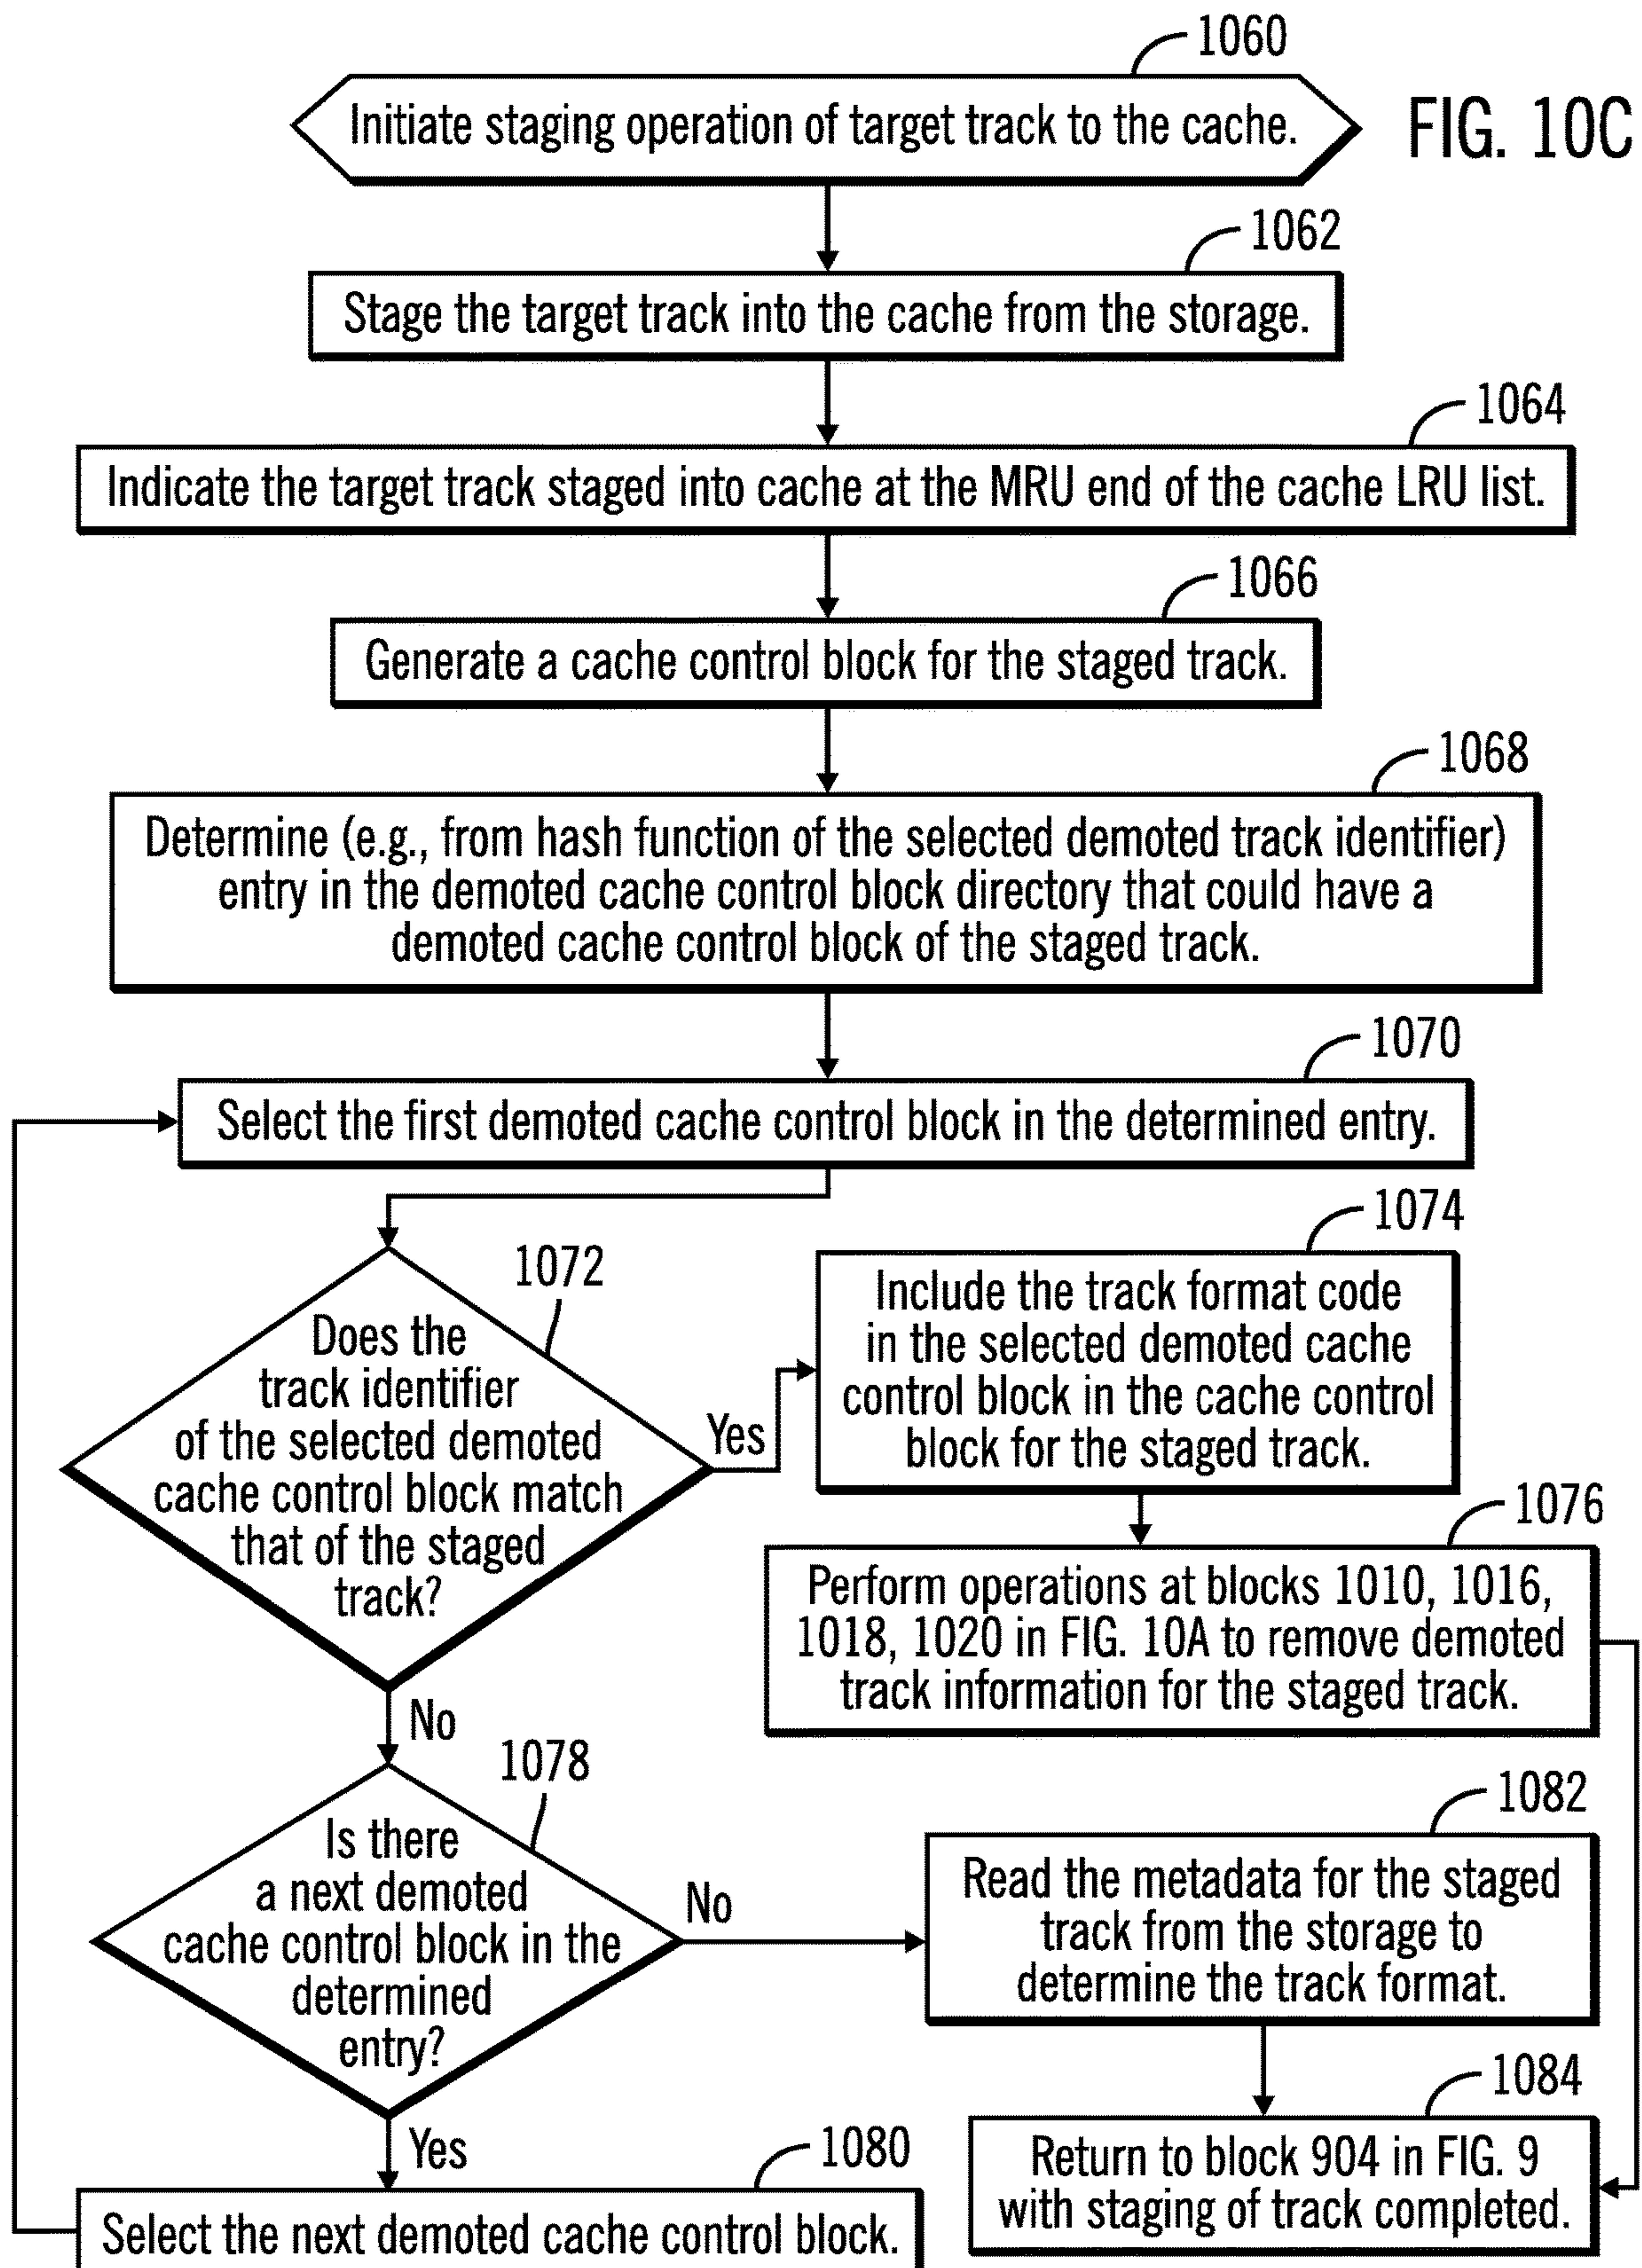 1060
Initiate staging operation of target track to the cache.
FIG. 10C
1062
Stage the target track into the cache from the storage.
1064
Indicate the target track staged into cache at the MRU end of the cache LRU list.
1066
Generate a cache control block for the staged track.
1068
Determine (e.g., from hash function of the selected demoted track identifier)
entry in the demoted cache control block directory that could have a
demoted cache control block of the staged track.
1070
Select the first demoted cache control block in the determined entry.
1072
Does the
track identifier
of the selected demoted
cache control block match
that of the staged
track?
Yes
1074
Include the track format code
in the selected demoted cache
control block in the cache control
block for the staged track.
1076
Perform operations at blocks 1010, 1016,
1018, 1020 in FIG. 10A to remove demoted
track information for the staged track.
No
1078
Is there
a next demoted
cache control block in the
determined
entry?
No
1082
Read the metadata for the staged
track from the storage to
determine the track format.
1084
Return to block 904 in FIG. 9
with staging of track completed.
Yes
1080
Select the next demoted cache control block.